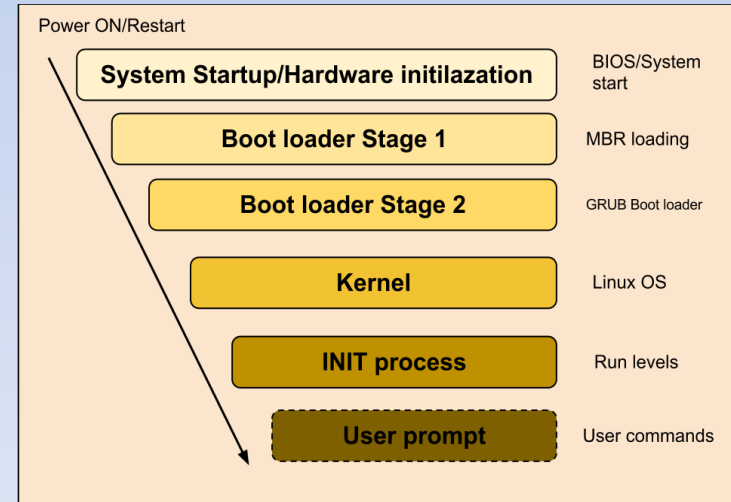 Power ON/Restart
System Startup/Hardware initilazation
BIOS/System
start
Boot loader Stage 1
MBR loading
Boot loader Stage 2
GRUB Boot loader
Kernel
Linux OS
INIT process
Run levels
User prompt
User commands